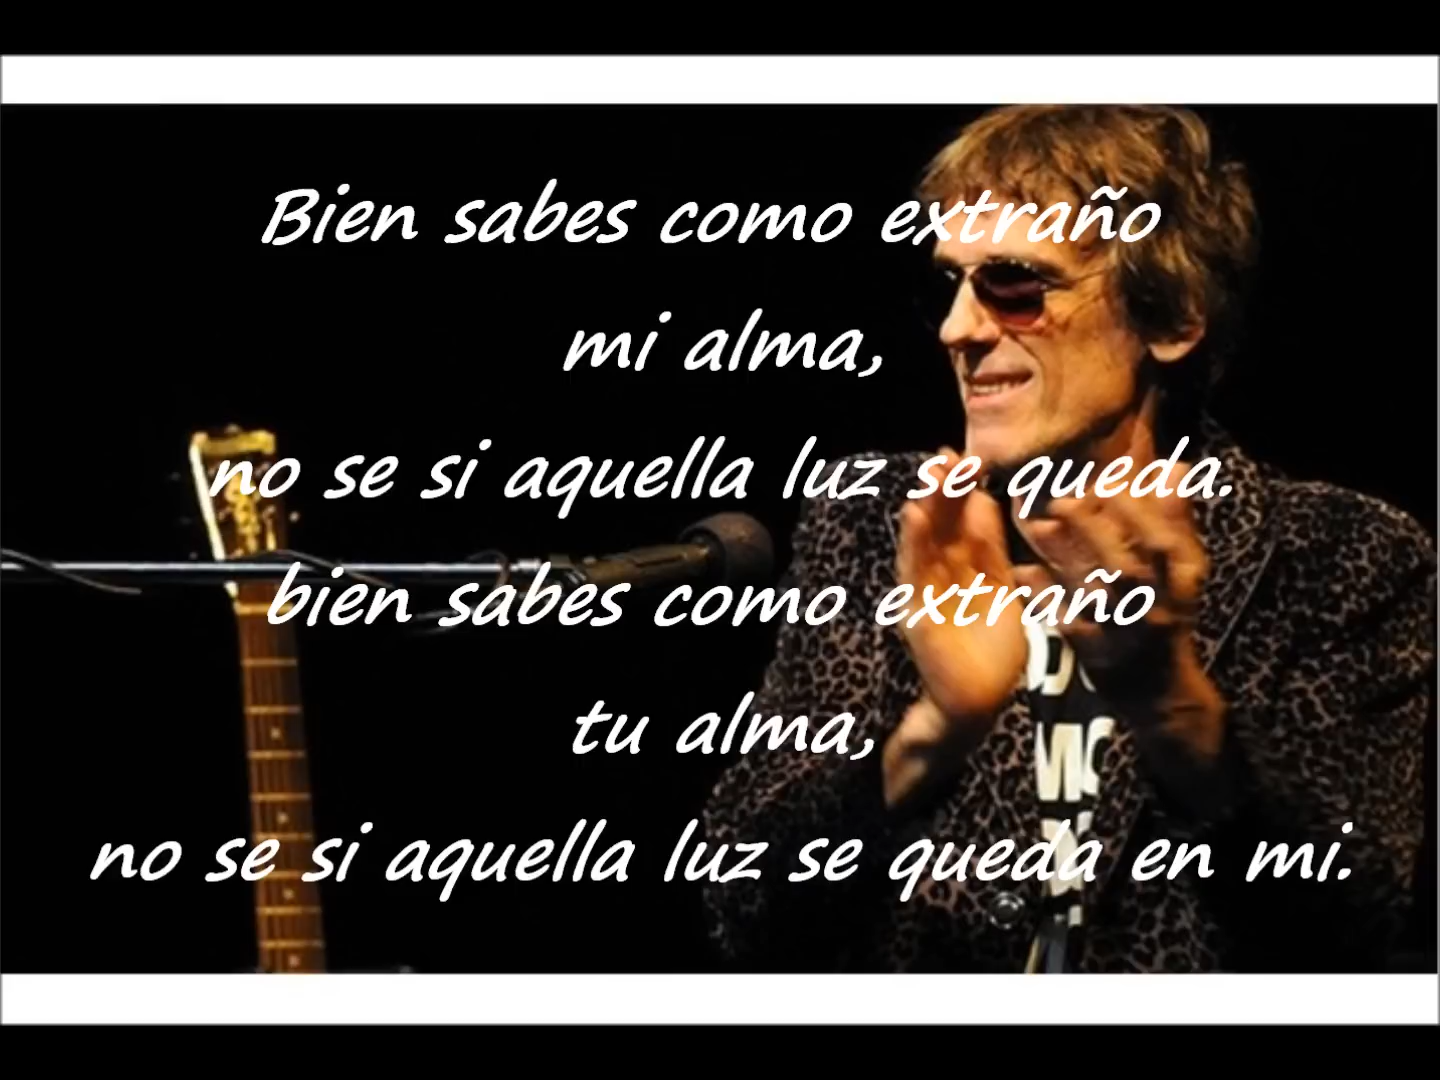 Bien sabes como extraño
mi alma,
no se si aquella luz se queda.
bien sabes como extraño
tu alma,
no se si aquella luz se queda en mi.